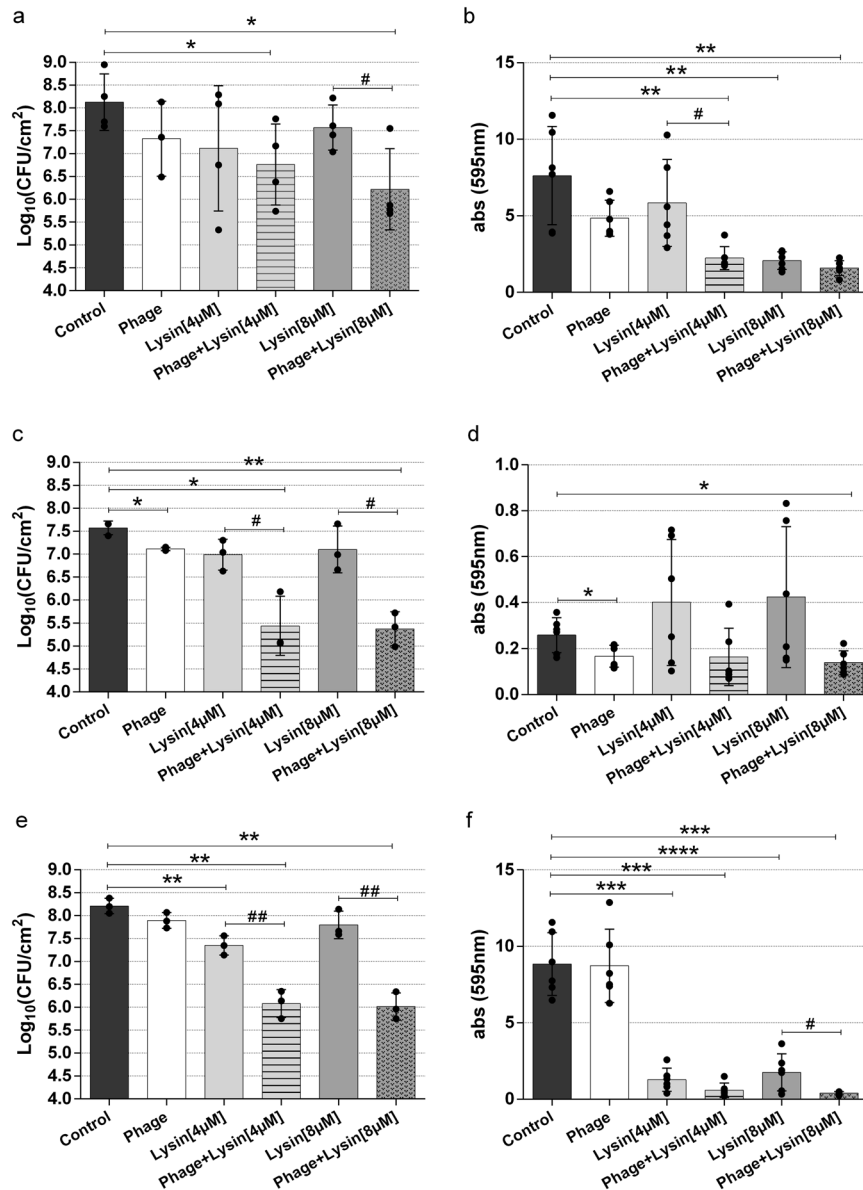 a
*
*
#
Log10(CFU/cm2)
9.0
8.5
8.0
7.5
7.0
6.5
6.0
5.5
5.0
4.5
4.0
Control
Phage
Lysin[4µM]
Phage+Lysin[4µM]
Lysin[8µM]
Phage+Lysin[8µM]
b
**
**
**
#
abs (595nm)
15
10
5
0
Control
Phage
Lysin[4µM]
Phage+Lysin[4µM]
Lysin[8µM]
Phage+Lysin[8µM]
c
**
*
*
#
#
Log10(CFU/cm2)
9.0
8.5
8.0
7.5
7.0
6.5
6.0
5.5
5.0
4.5
4.0
Control
Phage
Lysin[4µM]
Phage+Lysin[4µM]
Lysin[8µM]
Phage+Lysin[8µM]
d
*
*
abs (595nm)
1.0
0.8
0.6
0.4
0.2
0.0
Control
Phage
Lysin[4µM]
Phage+Lysin[4µM]
Lysin[8µM]
Phage+Lysin[8µM]
e
**
**
**
##
##
Log10(CFU/cm2)
9.0
8.5
8.0
7.5
7.0
6.5
6.0
5.5
5.0
4.5
4.0
Control
Phage
Lysin[4µM]
Phage+Lysin[4µM]
Lysin[8µM]
Phage+Lysin[8µM]
f
***
****
***
***
#
abs (595nm)
15
10
5
0
Control
Phage
Lysin[4µM]
Phage+Lysin[4µM]
Lysin[8µM]
Phage+Lysin[8µM]